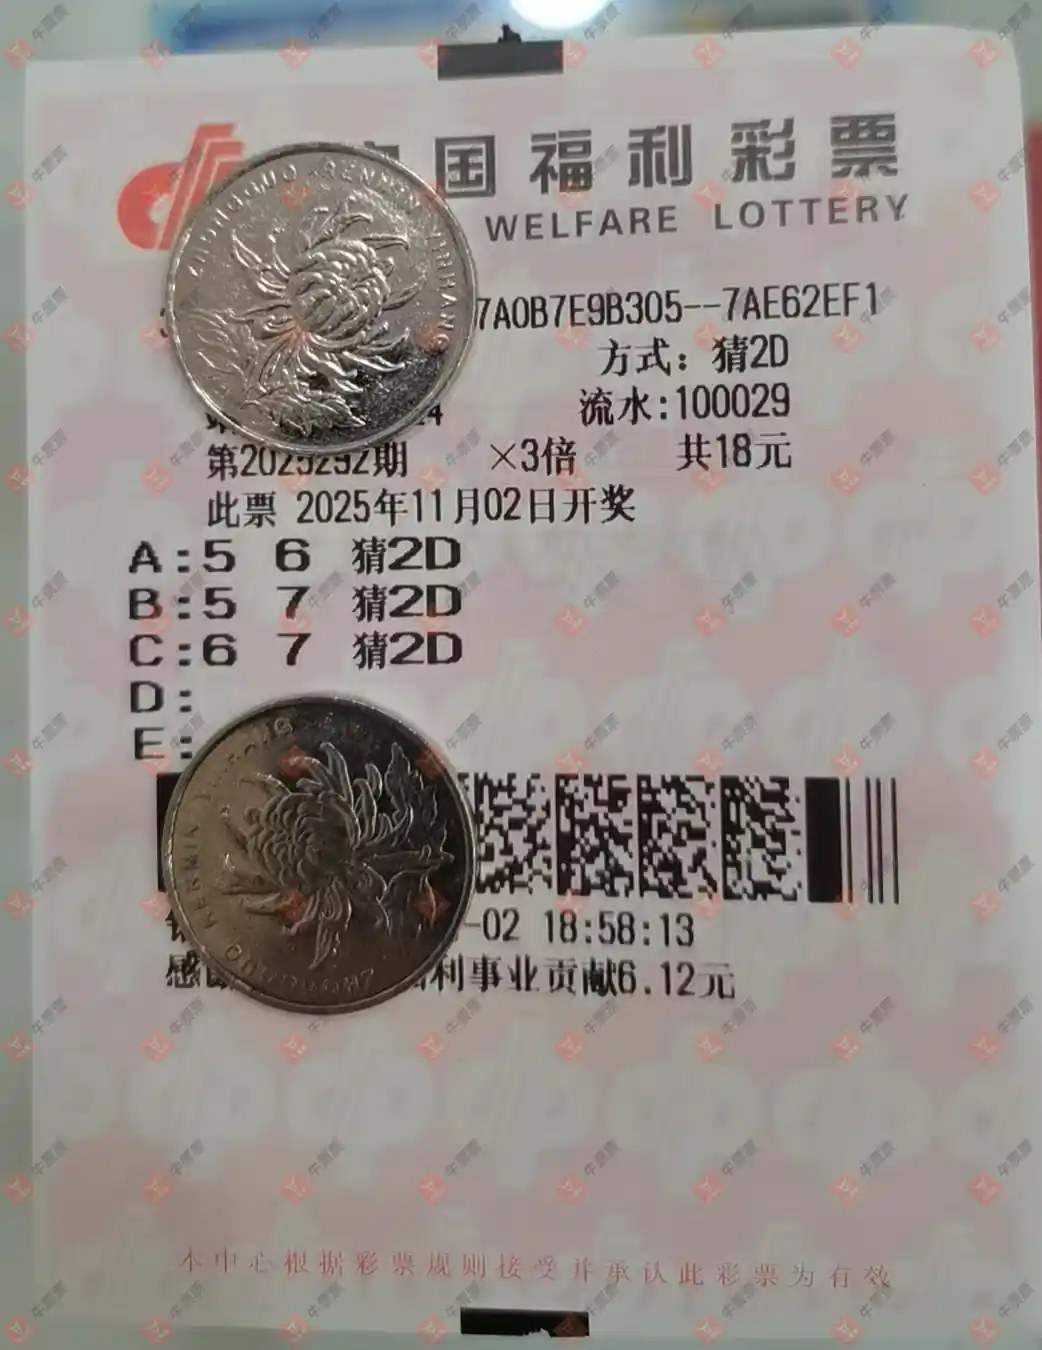 国福利彩票
WELFARE LOTTERY
7A0B7E9B305--7AE62EF1
方式：猜2D
流水:100029
第2025292期 ×3倍 共18元
此票 2025年11月02日开奖
A:5 6 猜2D
B:5 7 猜2D
C:6 7 猜2D
D:
E:
-02 18:58:13
利事业贡献6.12元
本中心根据彩票规则接受并承认此彩票为有效